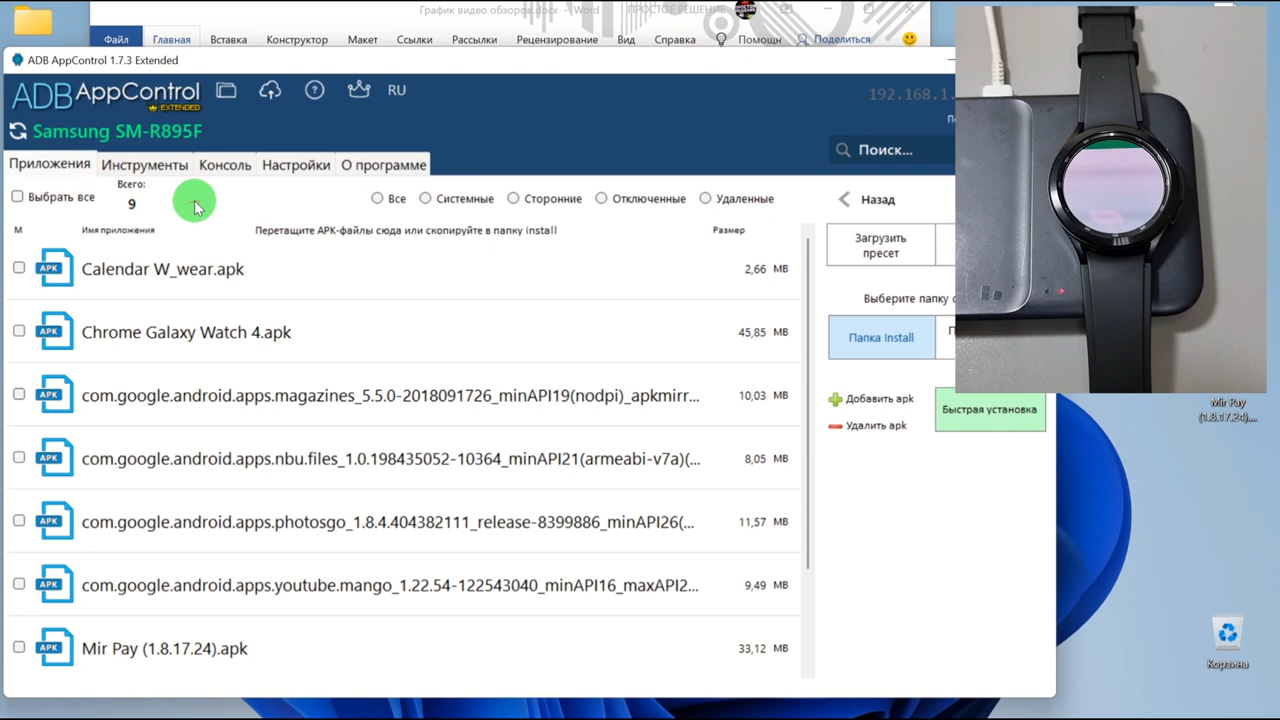 График видео обзоров.docx - Word
ПРОСТОЕ РЕШЕНИЕ
Файл
Главная
Вставка
Конструктор
Макет
Ссылки
Рассылки
Рецензирование
Вид
Справка
Помощн
Поделиться
ADB AppControl 1.7.3 Extended
ADB AppControl
EXTENDED
RU
192.168.1.
Samsung SM-R895F
Приложения
Инструменты
Консоль
Настройки
О программе
Поиск...
Выбрать все
Всего:
9
Все
Системные
Сторонние
Отключенные
Удаленные
Назад
М
Имя приложения
Перетащите APK-файлы сюда или скопируйте в папку install
Размер
Загрузить
пресет
Calendar W_wear.apk
2,66 MB
Выберите папку
Chrome Galaxy Watch 4.apk
45,85 MB
Папка Install
com.google.android.apps.magazines_5.5.0-2018091726_minAPI19(nodpi)_apkmirr...
10,03 MB
Добавить apk
Быстрая установка
Удалить apk
com.google.android.apps.nbu.files_1.0.198435052-10364_minAPI21(armeabi-v7a)(...
8,05 MB
com.google.android.apps.photosgo_1.8.4.404382111_release-8399886_minAPI26(...
11,57 MB
com.google.android.apps.youtube.mango_1.22.54-122543040_minAPI16_maxAPI2...
9,49 MB
Mir Pay (1.8.17.24).apk
33,12 MB
Mir Pay
(1.8.17.24)....
Корзина